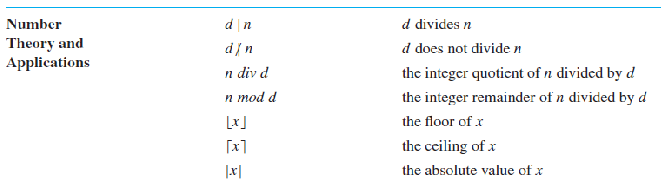 Number Theory and Applications
d | n d divides n
d ∤ n d does not divide n
n div d the integer quotient of n divided by d
n mod d the integer remainder of n divided by d
⌊x⌋ the floor of x
⌈x⌉ the ceiling of x
|x| the absolute value of x